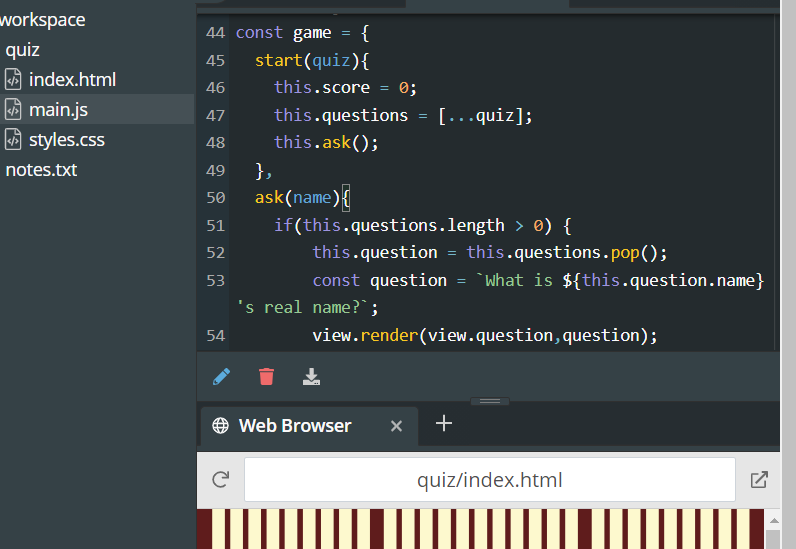 workspace
quiz
index.html
main.js
styles.css
notes.txt
44 const game = {
45 start(quiz){
46 this.score = 0;
47 this.questions = [...quiz];
48 this.ask();
49 },
50 ask(name){
51 if(this.questions.length > 0) {
52 this.question = this.questions.pop();
53 const question = `What is ${this.question.name}
's real name?`;
54 view.render(view.question,question);
Web Browser
quiz/index.html